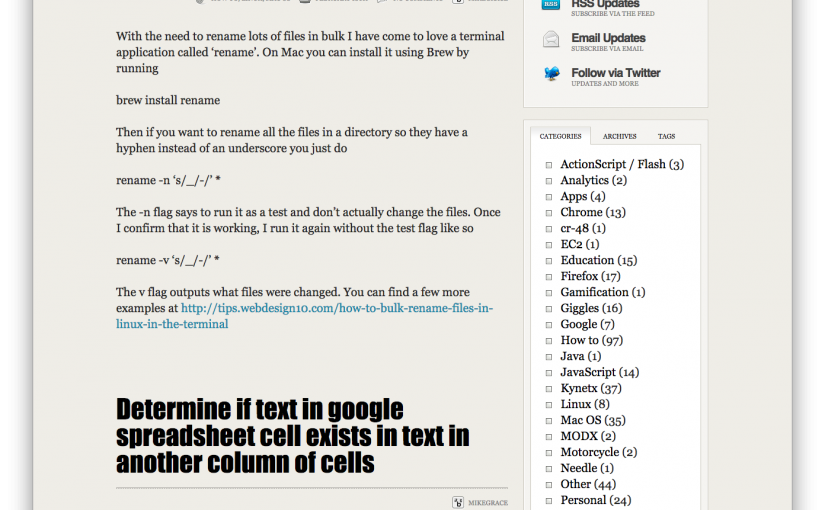 With the need to rename lots of files in bulk I have come to love a terminal
application called ‘rename’. On Mac you can install it using Brew by
running
brew install rename
Then if you want to rename all the files in a directory so they have a
hyphen instead of an underscore you just do
rename -n ‘s/_/-/’ *
The -n flag says to run it as a test and don’t actually change the files. Once
I confirm that it is working, I run it again without the test flag like so
rename -v ‘s/_/-/’ *
The v flag outputs what files were changed. You can find a few more
examples at http://tips.webdesign10.com/how-to-bulk-rename-files-in-
linux-in-the-terminal
Determine if text in google
spreadsheet cell exists in text in
another column of cells
MIKEGRACE
RSS
RSS Updates
SUBSCRIBE VIA THE FEED
Email Updates
SUBSCRIBE VIA EMAIL
Follow via Twitter
UPDATES AND MORE
CATEGORIES ARCHIVES TAGS
ActionScript / Flash (3)
Analytics (2)
Apps (4)
Chrome (13)
cr-48 (1)
EC2 (1)
Education (15)
Firefox (17)
Gamification (1)
Giggles (16)
Google (7)
How to (97)
Java (1)
JavaScript (14)
Kynetx (37)
Linux (8)
Mac OS (35)
MODX (2)
Motorcycle (2)
Needle (1)
Other (44)
Personal (24)